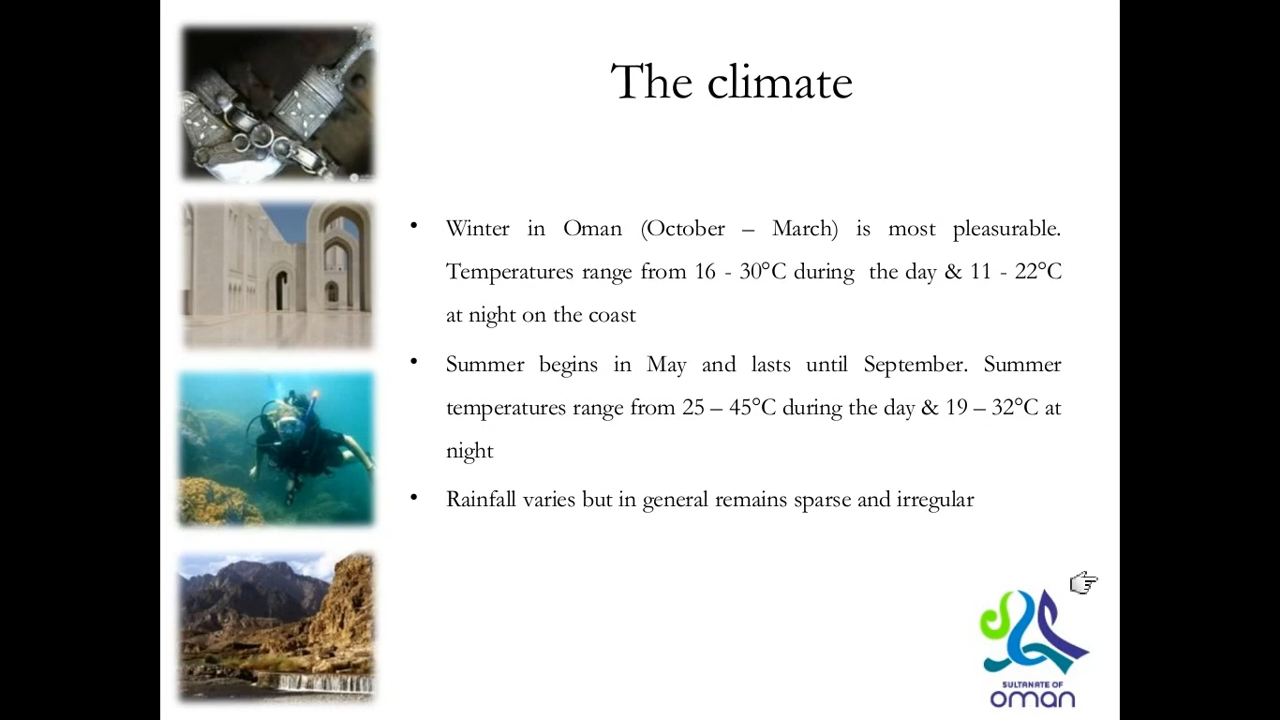 The climate
• Winter in Oman (October – March) is most pleasurable.
Temperatures range from 16 - 30°C during the day & 11 - 22°C
at night on the coast
• Summer begins in May and lasts until September. Summer
temperatures range from 25 – 45°C during the day & 19 – 32°C at
night
• Rainfall varies but in general remains sparse and irregular
SULTANATE OF
oman